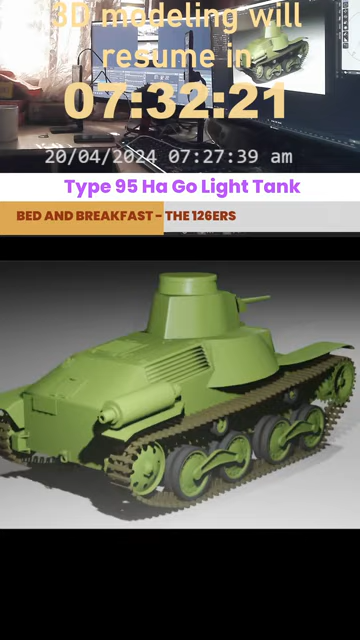 3D modeling will
resume in
07:32:21
20/04/2024 07:27:39 am
Type 95 Ha Go Light Tank
BED AND BREAKFAST - THE 126ERS